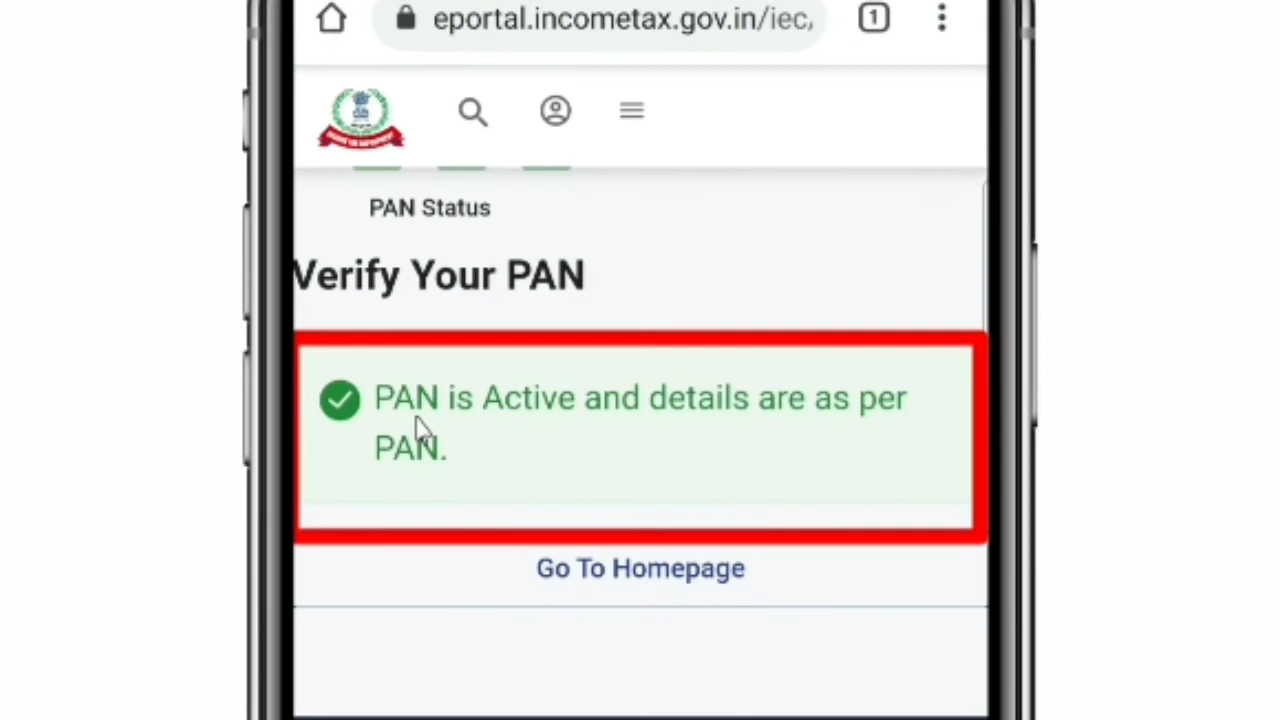 eportal.incometax.gov.in/iec/
1
PAN Status
Verify Your PAN
PAN is Active and details are as per
PAN.
Go To Homepage